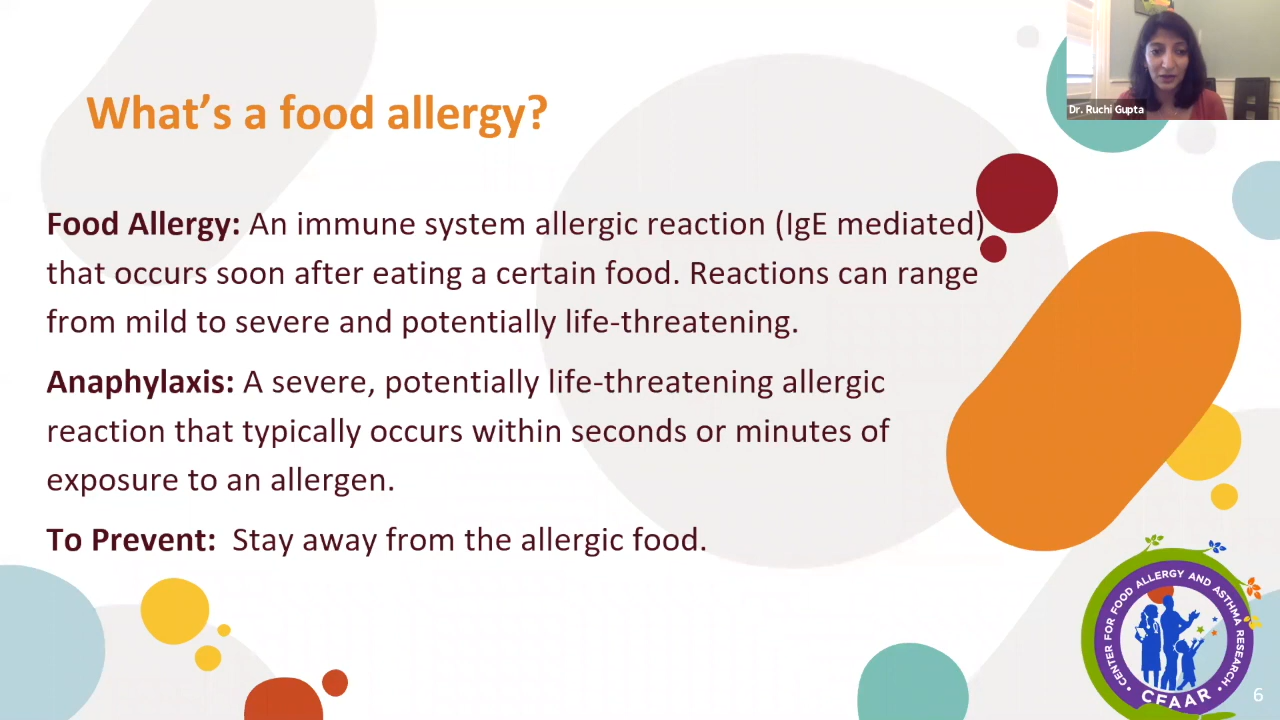 What's a food allergy?
Dr. Ruchi Gupta
Food Allergy: An immune system allergic reaction (IgE mediated)
that occurs soon after eating a certain food. Reactions can range
from mild to severe and potentially life-threatening.
Anaphylaxis: A severe, potentially life-threatening allergic
reaction that typically occurs within seconds or minutes of
exposure to an allergen.
To Prevent: Stay away from the allergic food.
• CENTER FOR FOOD ALLERGY AND ASTHMA RESEARCH •
CFAAR
6